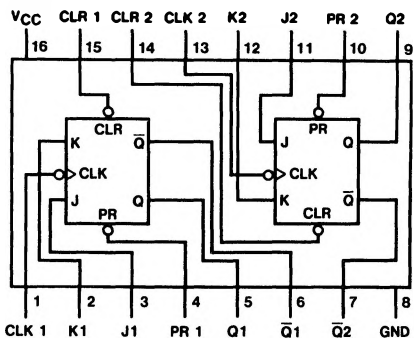 VCC CLR 1 CLR 2 CLK 2 K2 J2 PR 2 Q2
16 15 14 13 12 11 10 9
CLR PR
K Q̅ J Q
CLK CLK
J Q K Q̅
PR CLR
1 2 3 4 5 6 7 8
CLK 1 K1 J1 PR 1 Q1 Q̅1 Q̅2 GND